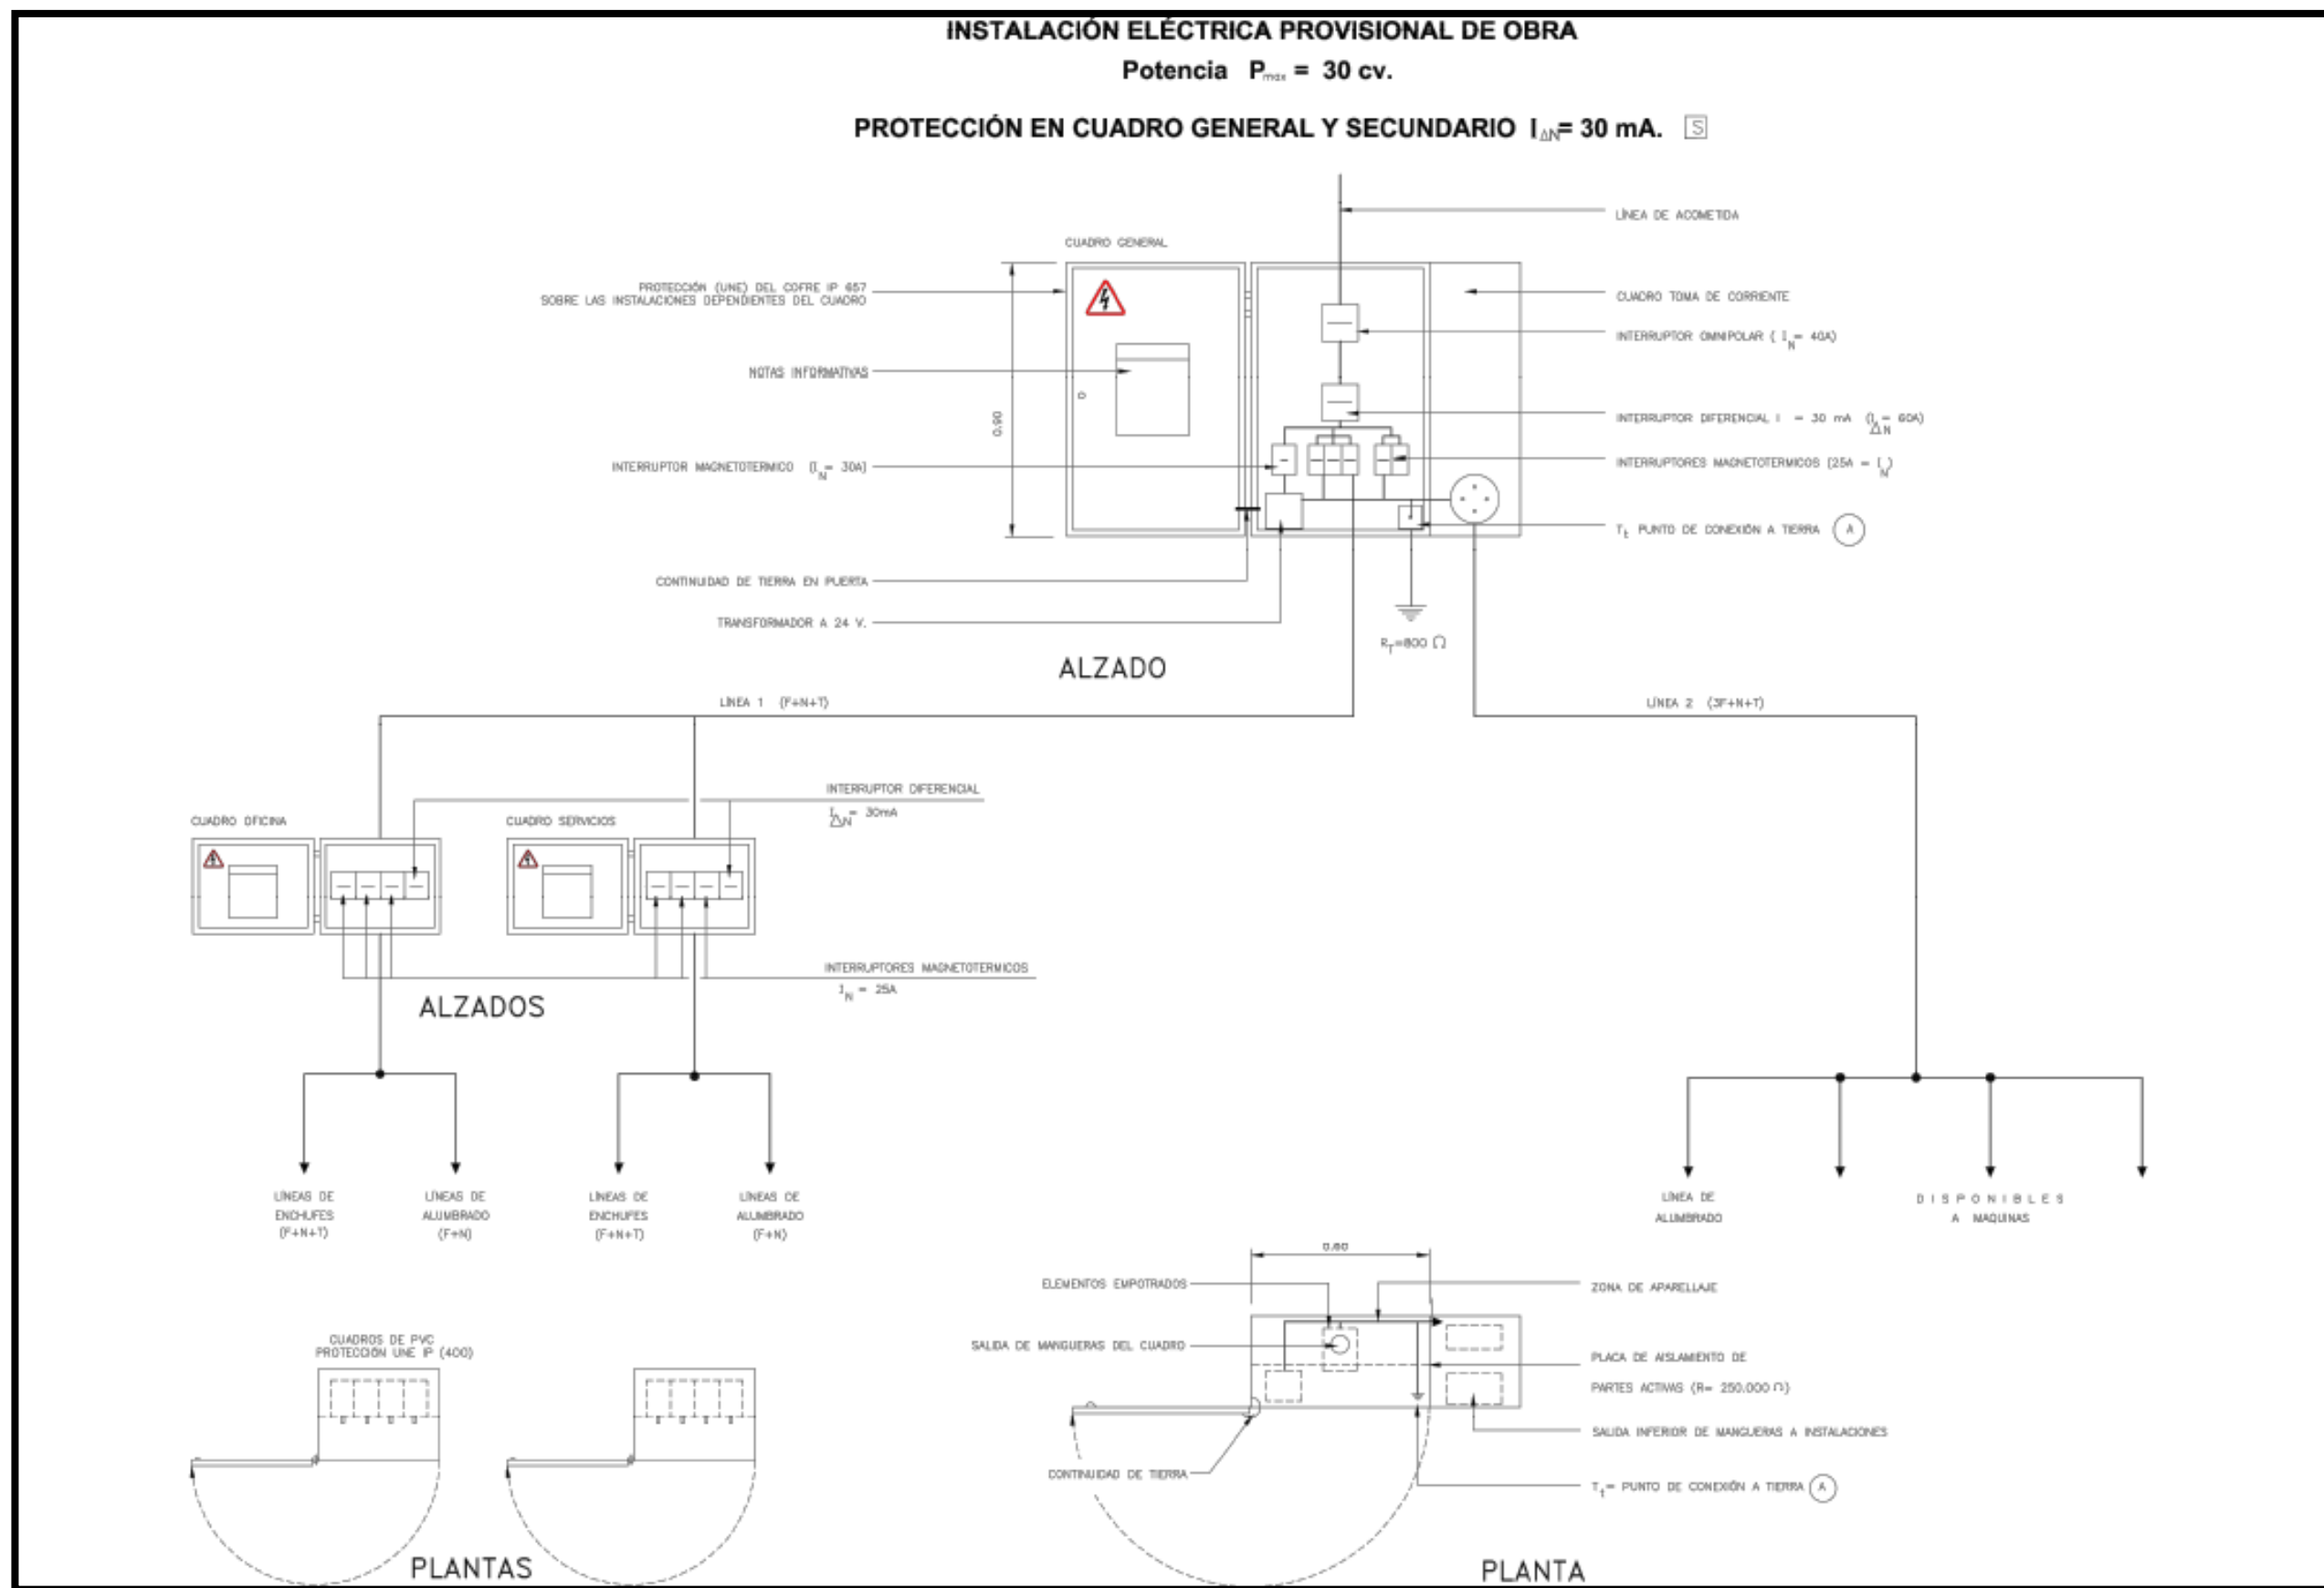 INSTALACIÓN ELÉCTRICA PROVISIONAL DE OBRA
Potencia Pmax = 30 cv.
PROTECCIÓN EN CUADRO GENERAL Y SECUNDARIO IΔN= 30 mA. S
LÍNEA DE ACOMETIDA
CUADRO GENERAL
PROTECCIÓN (UNE) DEL COFRE IP 657
SOBRE LAS INSTALACIONES DEPENDIENTES DEL CUADRO
CUADRO TOMA DE CORRIENTE
INTERRUPTOR OMNIPOLAR ( IN= 40A)
NOTAS INFORMATIVAS
0.90
INTERRUPTOR DIFERENCIAL I = 30 mA (I = 60A)
ΔN
INTERRUPTOR MAGNETOTERMICO (IN= 30A)
INTERRUPTORES MAGNETOTERMICOS (25A = IN)
Tt PUNTO DE CONEXIÓN A TIERRA A
CONTINUIDAD DE TIERRA EN PUERTA
TRANSFORMADOR A 24 V.
RT=800 Ω
ALZADO
LÍNEA 1 (F+N+T)
LÍNEA 2 (3F+N+T)
INTERRUPTOR DIFERENCIAL
IΔN= 30mA
CUADRO OFICINA
CUADRO SERVICIOS
INTERRUPTORES MAGNETOTERMICOS
IN = 25A
ALZADOS
LÍNEAS DE
ENCHUFES
(F+N+T)
LÍNEAS DE
ALUMBRADO
(F+N)
LÍNEAS DE
ENCHUFES
(F+N+T)
LÍNEAS DE
ALUMBRADO
(F+N)
LÍNEA DE
ALUMBRADO
DISPONIBLES
A MAQUINAS
0.60
ELEMENTOS EMPOTRADOS
ZONA DE APARELLAJE
SALIDA DE MANGUERAS DEL CUADRO
PLACA DE AISLAMIENTO DE
PARTES ACTIVAS (R= 250.000 Ω)
SALIDA INFERIOR DE MANGUERAS A INSTALACIONES
CONTINUIDAD DE TIERRA
Tt= PUNTO DE CONEXIÓN A TIERRA A
CUADROS DE PVC
PROTECCIÓN UNE IP (400)
PLANTAS
PLANTA